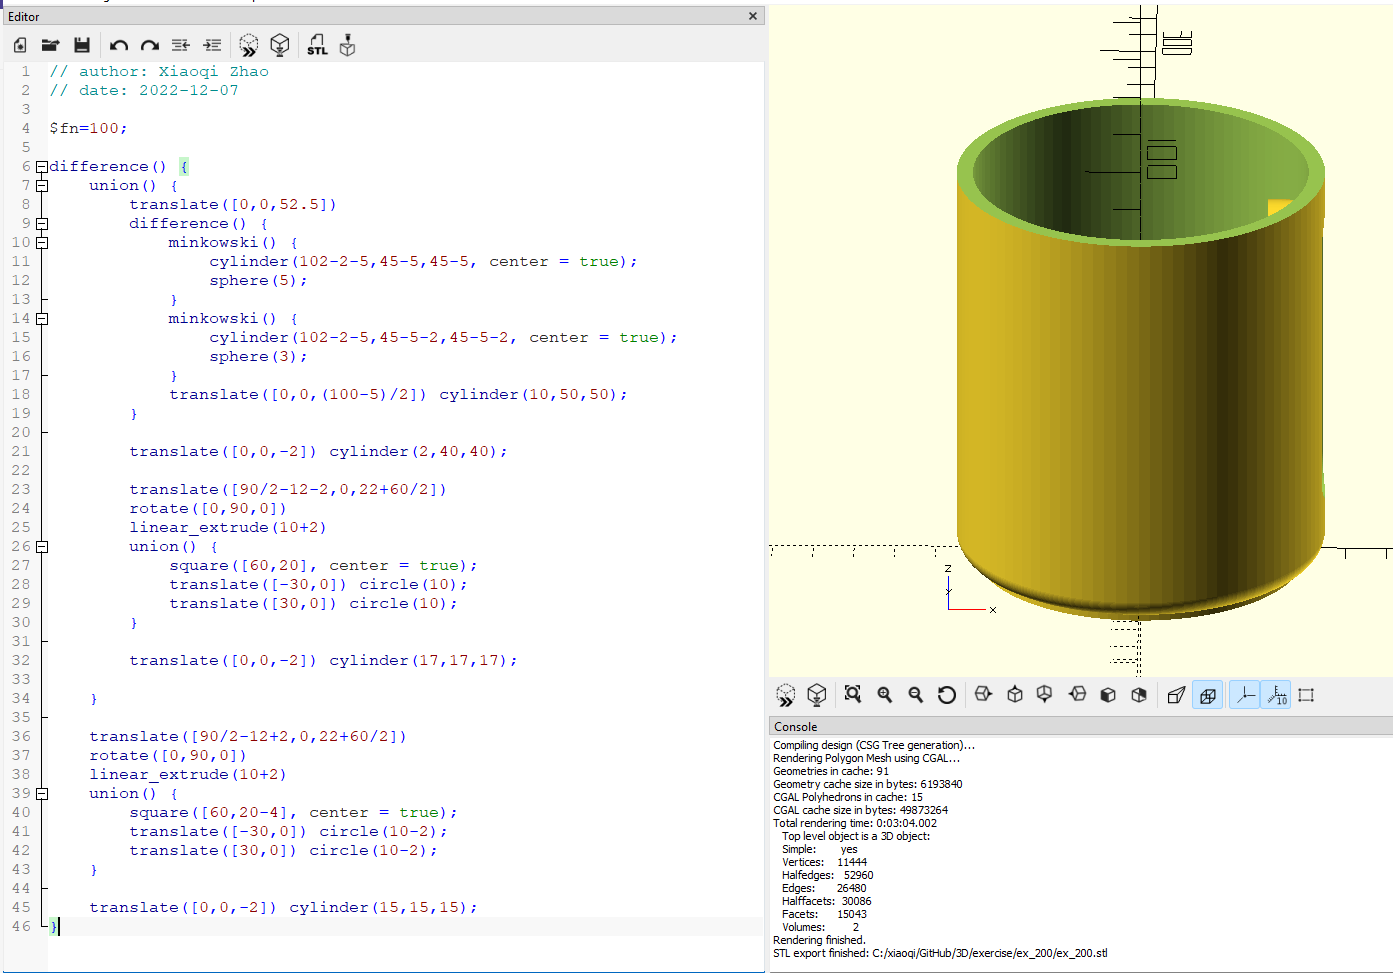 Editor
STL
1 // author: Xiaoqi Zhao
2 // date: 2022-12-07
3
4 $fn=100;
5
6 difference() {
7     union() {
8         translate([0,0,52.5])
9         difference() {
10             minkowski() {
11                 cylinder(102-2-5,45-5,45-5, center = true);
12                 sphere(5);
13             }
14             minkowski() {
15                 cylinder(102-2-5,45-5-2,45-5-2, center = true);
16                 sphere(3);
17             }
18             translate([0,0,(100-5)/2]) cylinder(10,50,50);
19         }
20
21         translate([0,0,-2]) cylinder(2,40,40);
22
23         translate([90/2-12-2,0,22+60/2])
24         rotate([0,90,0])
25         linear_extrude(10+2)
26         union() {
27             square([60,20], center = true);
28             translate([-30,0]) circle(10);
29             translate([30,0]) circle(10);
30         }
31
32         translate([0,0,-2]) cylinder(17,17,17);
33
34     }
35
36     translate([90/2-12+2,0,22+60/2])
37     rotate([0,90,0])
38     linear_extrude(10+2)
39     union() {
40         square([60,20-4], center = true);
41         translate([-30,0]) circle(10-2);
42         translate([30,0]) circle(10-2);
43     }
44
45     translate([0,0,-2]) cylinder(15,15,15);
46 }
100
z
x
10
Console
Compiling design (CSG Tree generation)...
Rendering Polygon Mesh using CGAL...
Geometries in cache: 91
Geometry cache size in bytes: 6193840
CGAL Polyhedrons in cache: 15
CGAL cache size in bytes: 49873264
Total rendering time: 0:03:04.002
Top level object is a 3D object:
Simple: yes
Vertices: 11444
Halfedges: 52960
Edges: 26480
Halffacets: 30086
Facets: 15043
Volumes: 2
Rendering finished.
STL export finished: C:/xiaoqi/GitHub/3D/exercise/ex_200/ex_200.stl